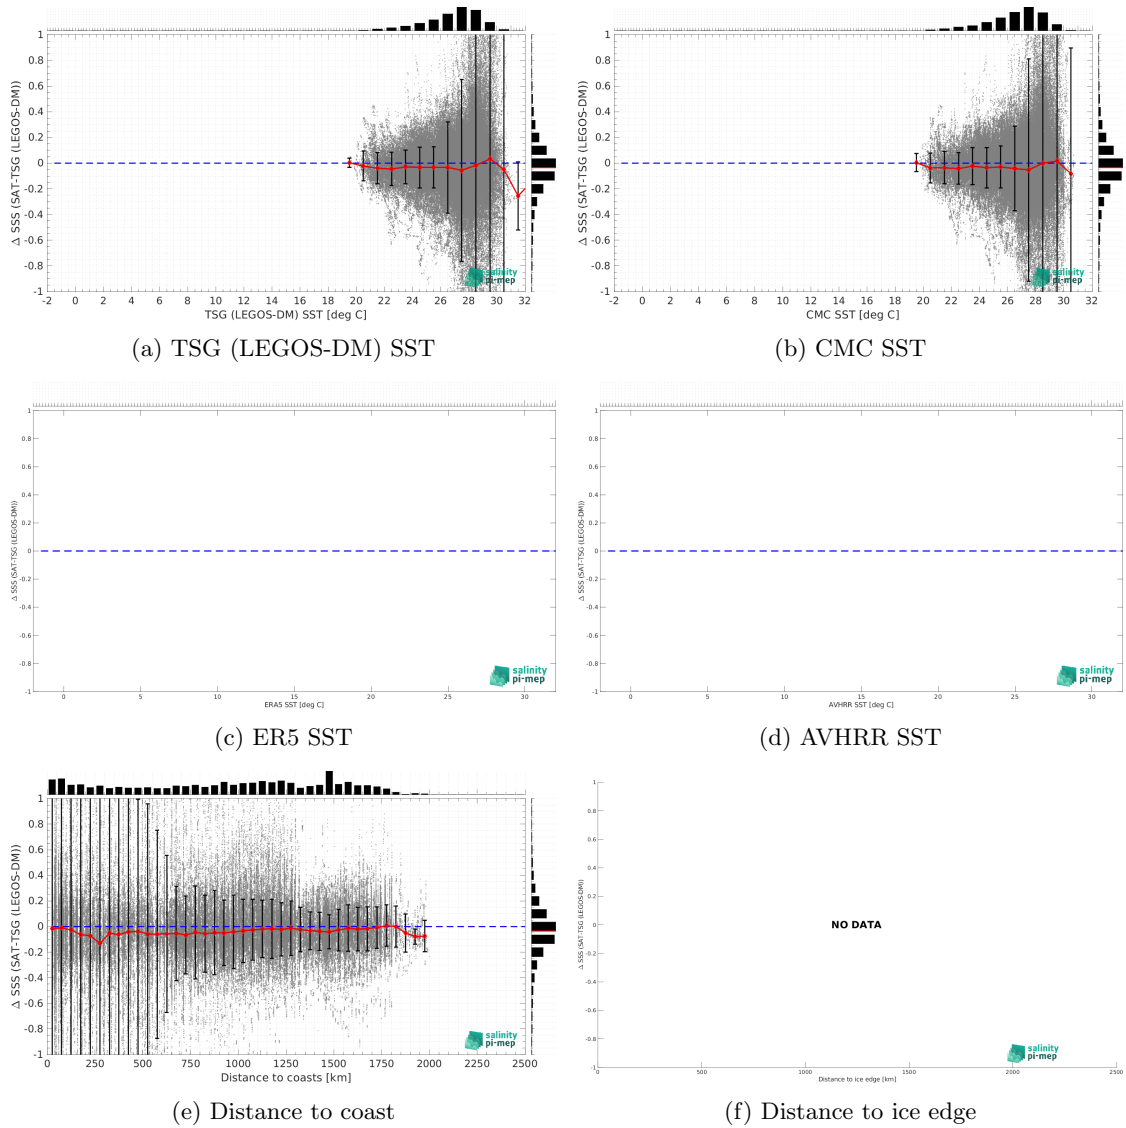 1
0.8
0.6
0.4
0.2
0
-0.2
-0.4
-0.6
-0.8
-1
Δ SSS (SAT-TSG (LEGOS-DM))
-2 0 2 4 6 8 10 12 14 16 18 20 22 24 26 28 30 32
TSG (LEGOS-DM) SST [deg C]
salinity
pi-mep
(a) TSG (LEGOS-DM) SST
1
0.8
0.6
0.4
0.2
0
-0.2
-0.4
-0.6
-0.8
-1
Δ SSS (SAT-TSG (LEGOS-DM))
-2 0 2 4 6 8 10 12 14 16 18 20 22 24 26 28 30 32
CMC SST [deg C]
salinity
pi-mep
(b) CMC SST
1
0.8
0.6
0.4
0.2
0
-0.2
-0.4
-0.6
-0.8
-1
Δ SSS (SAT-TSG (LEGOS-DM))
0 5 10 15 20 25 30
ERA5 SST [deg C]
salinity
pi-mep
(c) ER5 SST
1
0.8
0.6
0.4
0.2
0
-0.2
-0.4
-0.6
-0.8
-1
Δ SSS (SAT-TSG (LEGOS-DM))
0 5 10 15 20 25 30
AVHRR SST [deg C]
salinity
pi-mep
(d) AVHRR SST
1
0.8
0.6
0.4
0.2
0
-0.2
-0.4
-0.6
-0.8
-1
Δ SSS (SAT-TSG (LEGOS-DM))
0 250 500 750 1000 1250 1500 1750 2000 2250 2500
Distance to coasts [km]
salinity
pi-mep
(e) Distance to coast
1
0.8
0.6
0.4
0.2
0
-0.2
-0.4
-0.6
-0.8
-1
Δ SSS (SAT-TSG (LEGOS-DM))
NO DATA
0 500 1000 1500 2000 2500
Distance to ice edge [km]
salinity
pi-mep
(f) Distance to ice edge